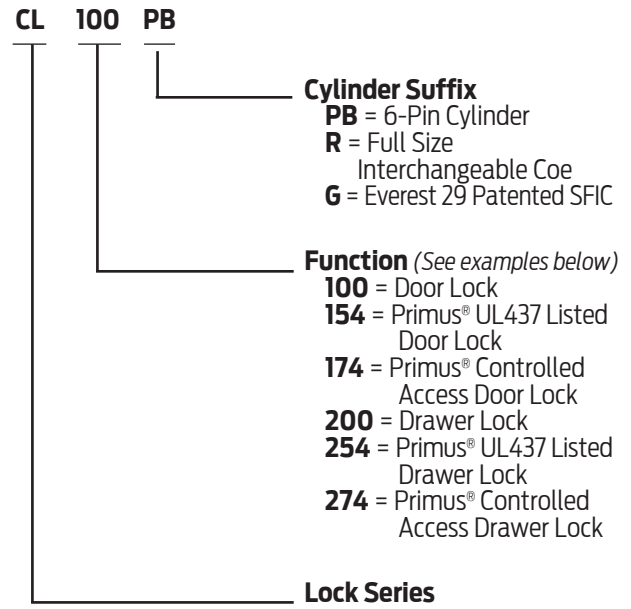 CL 100 PB
Cylinder Suffix
PB = 6-Pin Cylinder
R = Full Size
Interchangeable Coe
G = Everest 29 Patented SFIC
Function (See examples below)
100 = Door Lock
154 = Primus® UL437 Listed
Door Lock
174 = Primus® Controlled
Access Door Lock
200 = Drawer Lock
254 = Primus® UL437 Listed
Drawer Lock
274 = Primus® Controlled
Access Drawer Lock
Lock Series